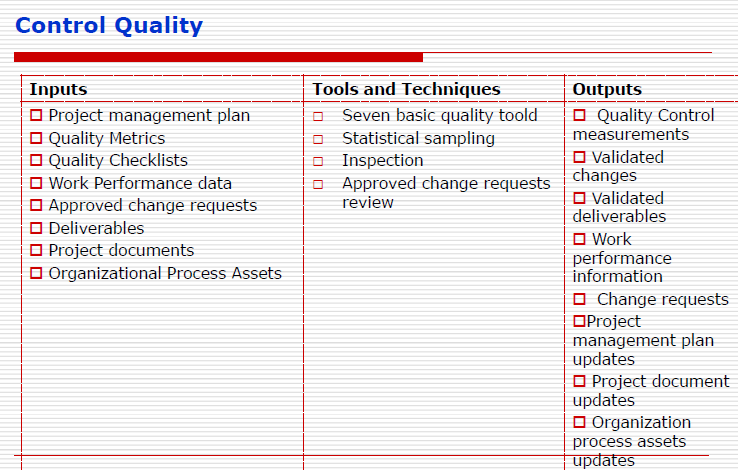 Control Quality
Inputs
Project management plan
Quality Metrics
Quality Checklists
Work Performance data
Approved change requests
Deliverables
Project documents
Organizational Process Assets
Tools and Techniques
Seven basic quality toold
Statistical sampling
Inspection
Approved change requests
review
Outputs
Quality Control
measurements
Validated
changes
Validated
deliverables
Work
performance
information
Change requests
Project
management plan
updates
Project document
updates
Organization
process assets
updates